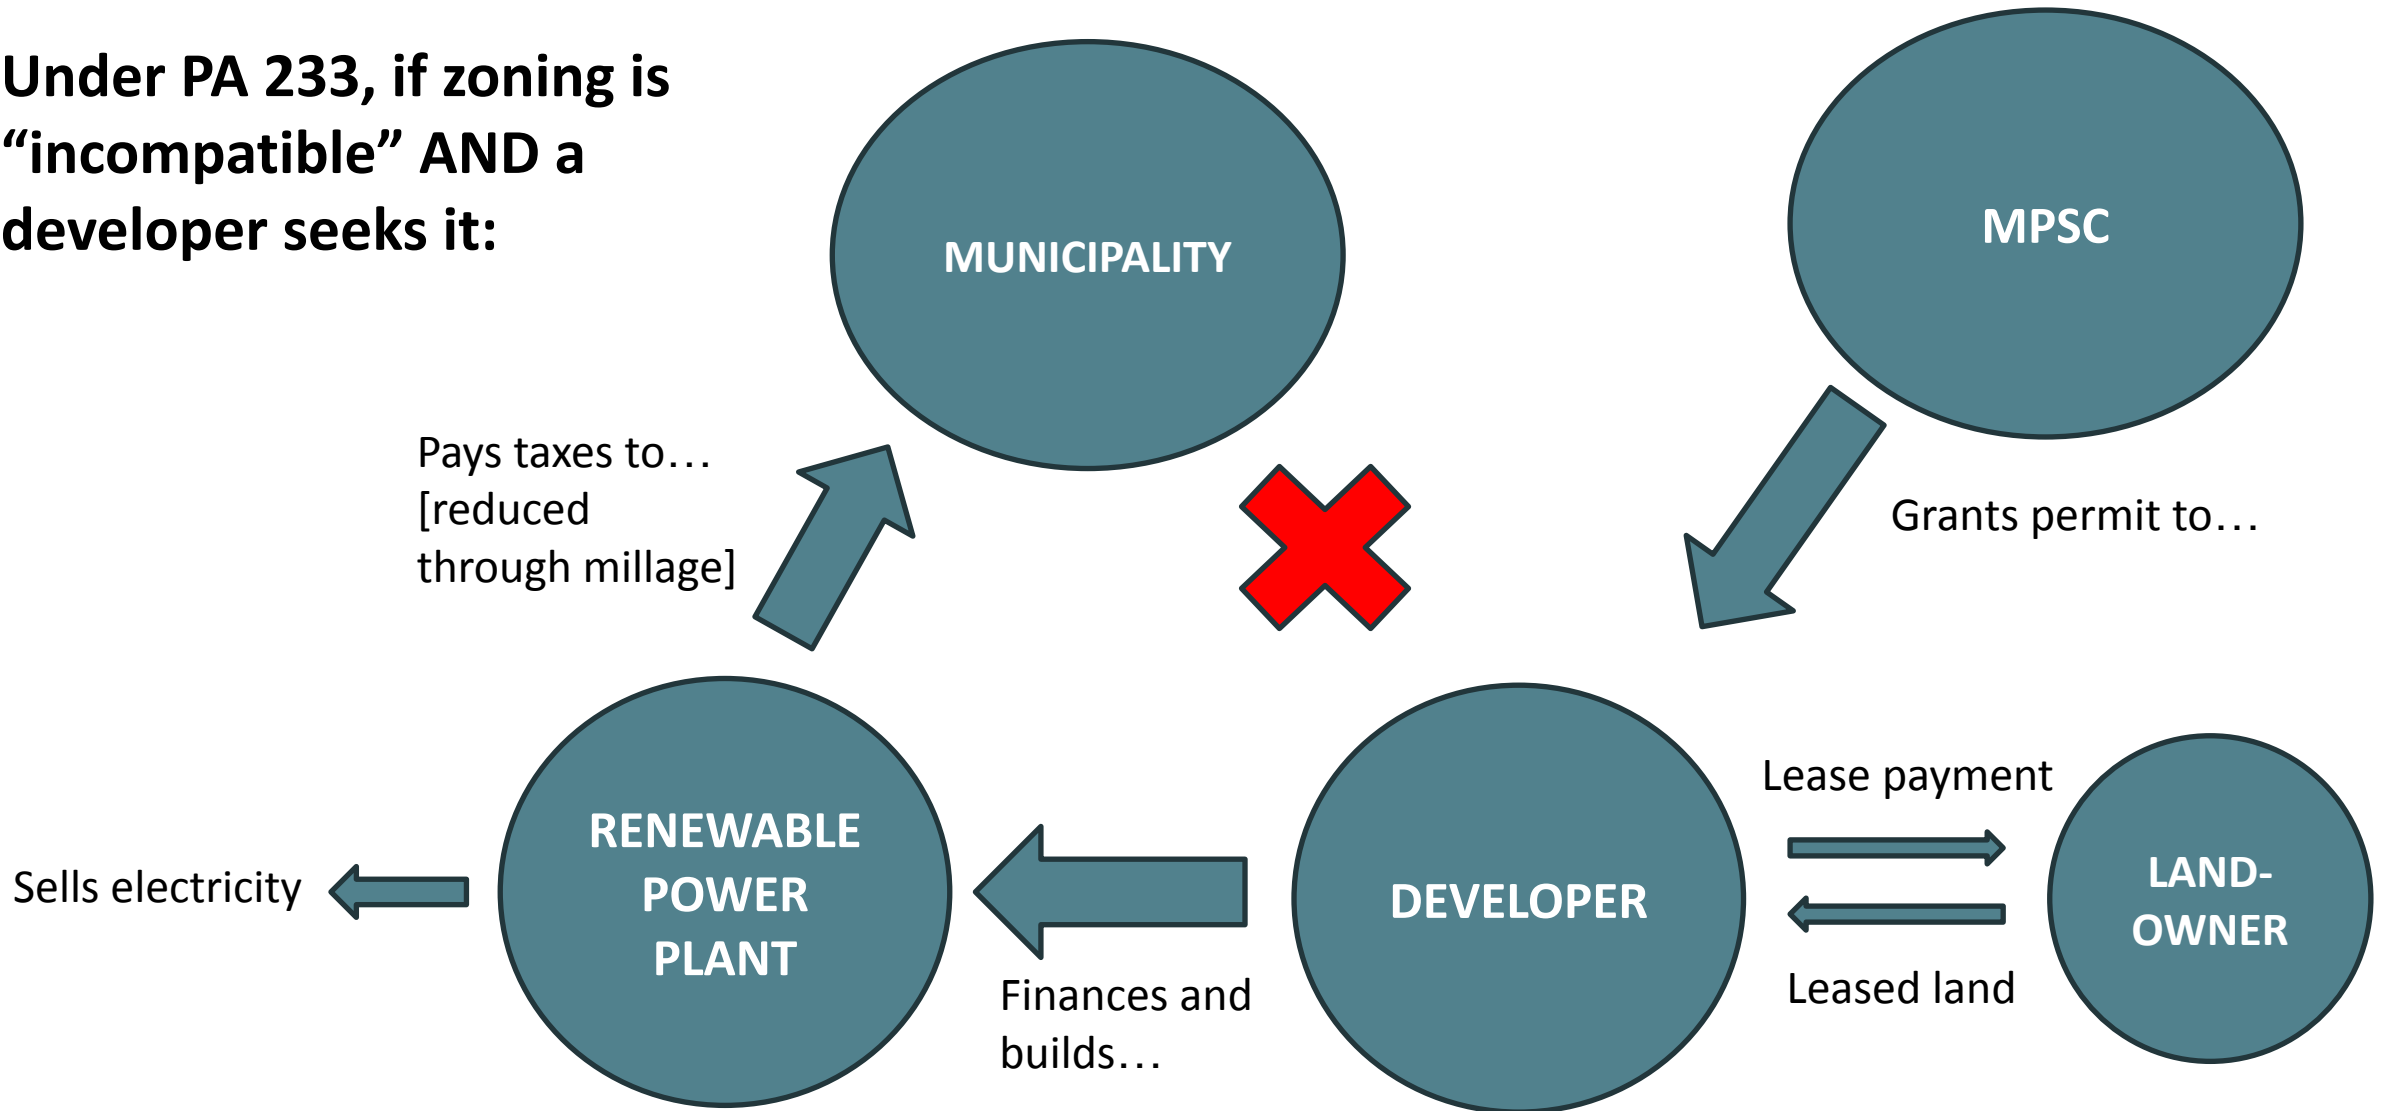 Under PA 233, if zoning is
“incompatible” AND a
developer seeks it:
MUNICIPALITY
MPSC
Pays taxes to…
[reduced
through millage]
Grants permit to…
Sells electricity
RENEWABLE
POWER
PLANT
Finances and
builds…
DEVELOPER
Lease payment
Leased land
LAND-
OWNER